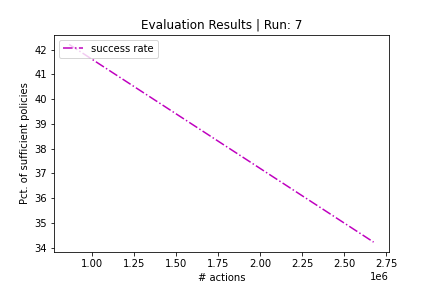 Evaluation Results | Run: 7
success rate
Pct. of sufficient policies
42
41
40
39
38
37
36
35
34
1.00 1.25 1.50 1.75 2.00 2.25 2.50 2.75
1e6
# actions